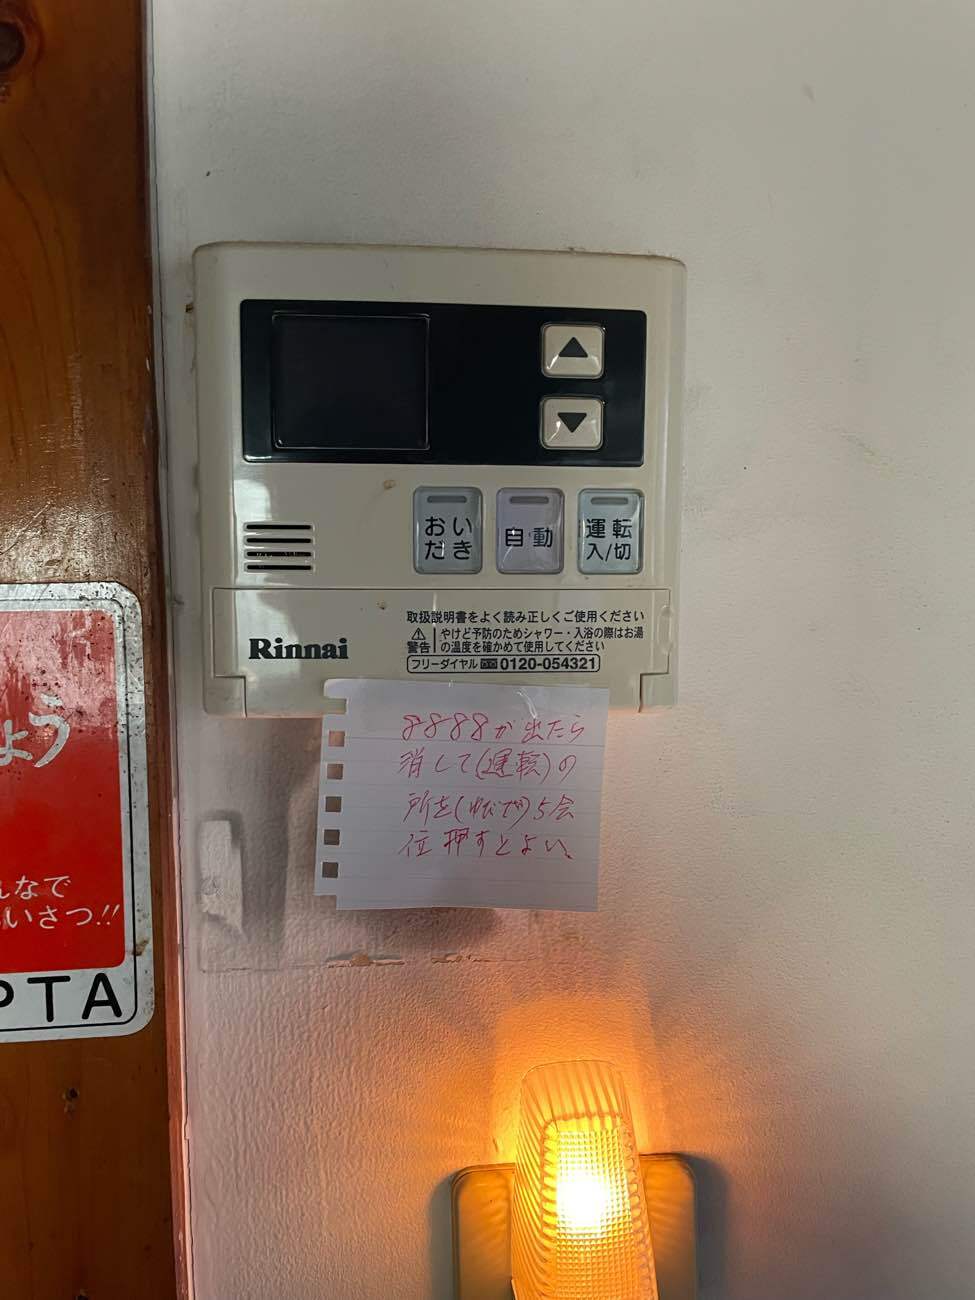 ▲
▼
おいだき
自動
運転
入/切
取扱説明書をよく読み正しくご使用ください
⚠警告 やけど予防のためシャワー・入浴の際はお湯
の温度を確かめて使用してください
Rinnai
フリーダイヤル 0120-054321
8888が出たら
消して(運転)の
所を(ゆびで)5会
位押すとよい。
ょう
んなで
いさつ!!
PTA